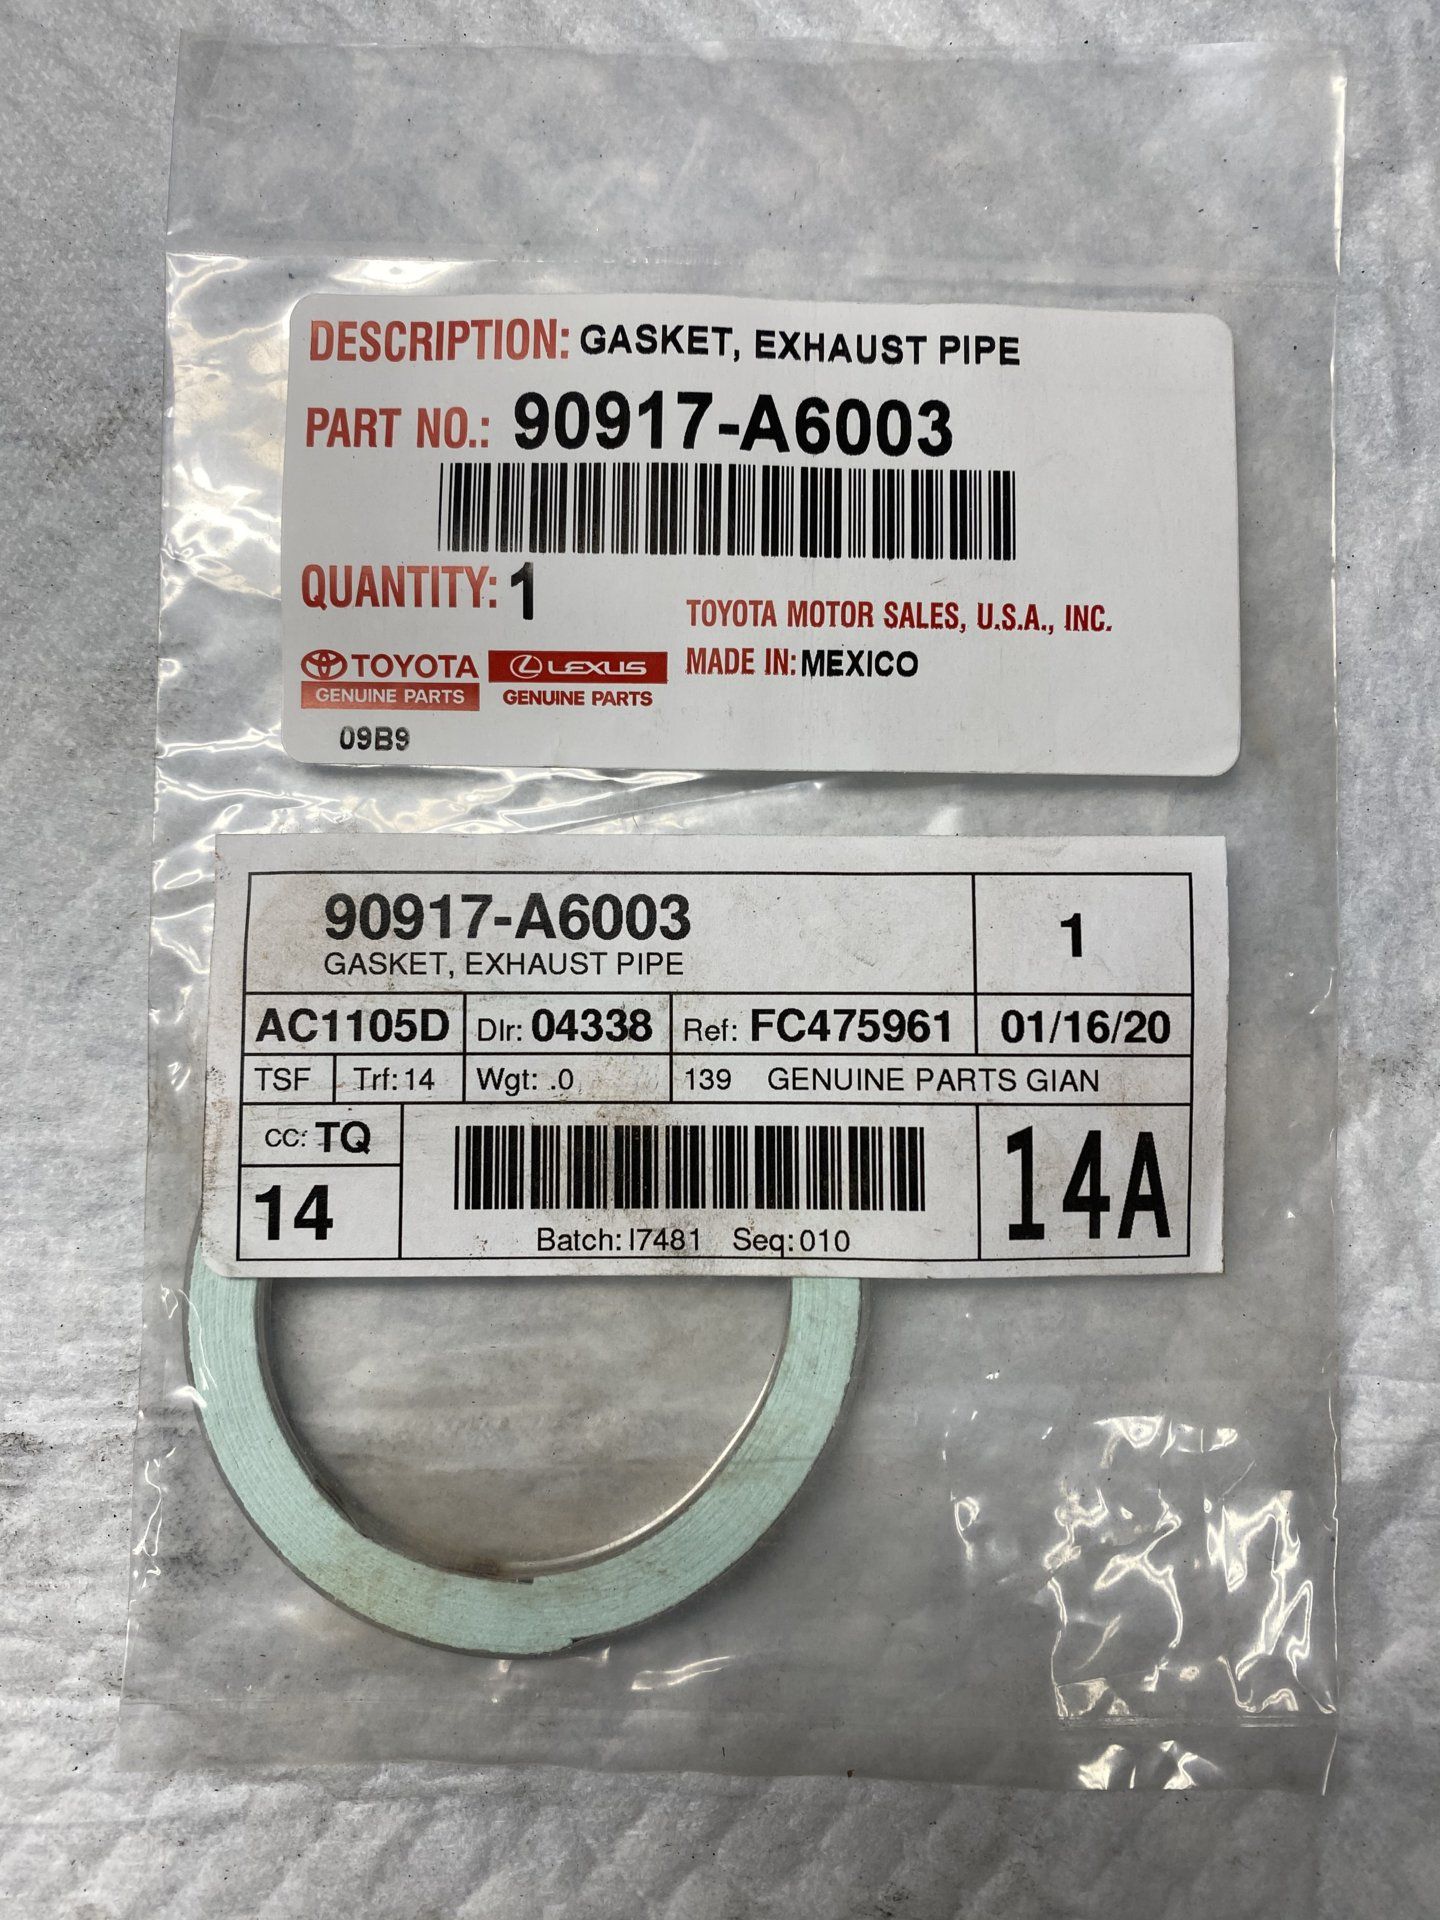 DESCRIPTION: GASKET, EXHAUST PIPE
PART NO.: 90917-A6003
QUANTITY: 1
TOYOTA MOTOR SALES, U.S.A., INC.
TOYOTA LEXUS MADE IN: MEXICO
GENUINE PARTS GENUINE PARTS
09B9
90917-A6003 1
GASKET, EXHAUST PIPE
AC1105D Dlr: 04338 Ref: FC475961 01/16/20
TSF Trf: 14 Wgt: .0 139 GENUINE PARTS GIAN
CC: TQ
14 14A
Batch: I7481 Seq: 010